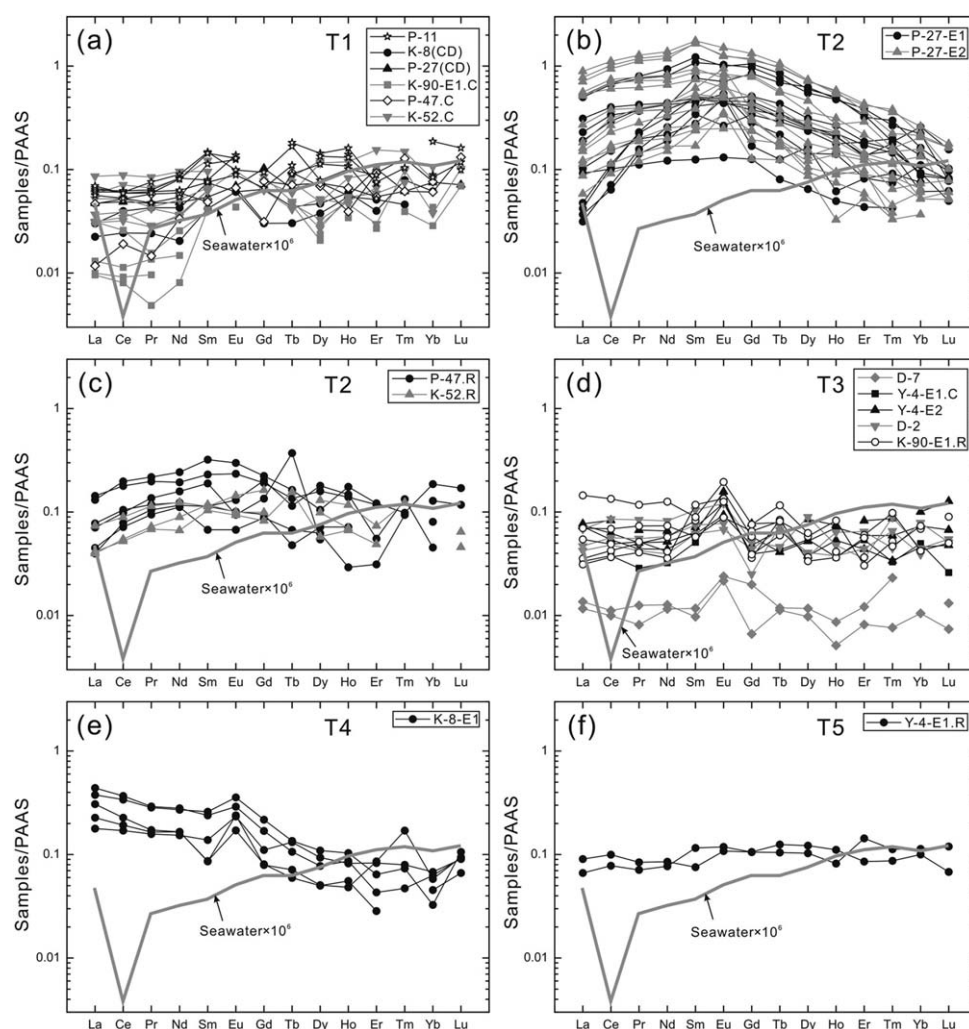 (a) T1
P-11
K-8(CD)
P-27(CD)
K-90-E1.C
P-47.C
K-52.C
Samples/PAAS
1
0.1
0.01
Seawater×10⁶
La Ce Pr Nd Sm Eu Gd Tb Dy Ho Er Tm Yb Lu
(b) T2
P-27-E1
P-27-E2
Samples/PAAS
1
0.1
0.01
Seawater×10⁶
La Ce Pr Nd Sm Eu Gd Tb Dy Ho Er Tm Yb Lu
(c) T2
P-47.R
K-52.R
Samples/PAAS
1
0.1
0.01
Seawater×10⁶
La Ce Pr Nd Sm Eu Gd Tb Dy Ho Er Tm Yb Lu
(d) T3
D-7
Y-4-E1.C
Y-4-E2
D-2
K-90-E1.R
Samples/PAAS
1
0.1
0.01
Seawater×10⁶
La Ce Pr Nd Sm Eu Gd Tb Dy Ho Er Tm Yb Lu
(e) T4
K-8-E1
Samples/PAAS
1
0.1
0.01
Seawater×10⁶
La Ce Pr Nd Sm Eu Gd Tb Dy Ho Er Tm Yb Lu
(f) T5
Y-4-E1.R
Samples/PAAS
1
0.1
0.01
Seawater×10⁶
La Ce Pr Nd Sm Eu Gd Tb Dy Ho Er Tm Yb Lu